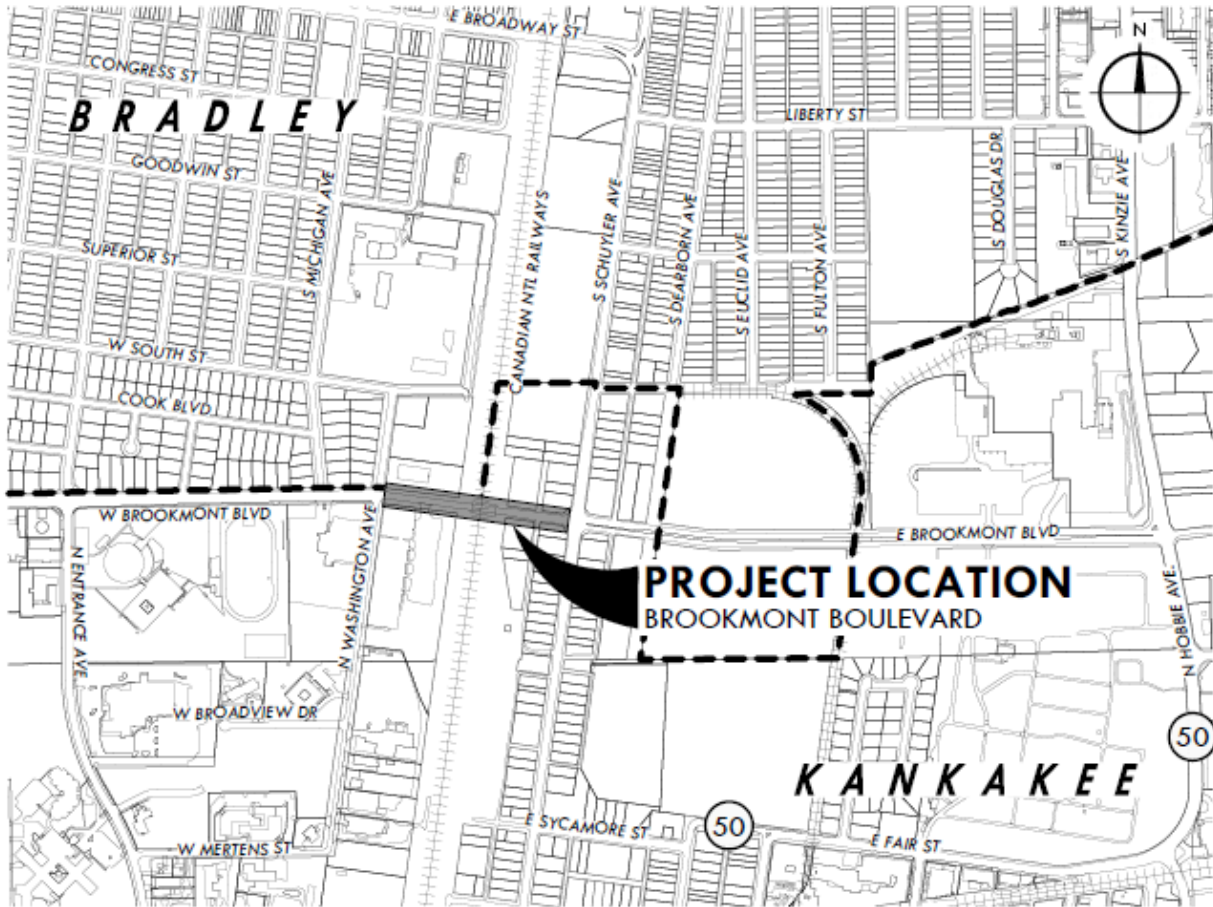 E BROADWAY ST
N
CONGRESS ST
BRADLEY
LIBERTY ST
GOODWIN ST
S MICHIGAN AVE
CANADIAN NTL RAILWAYS
S SCHUYLER AVE
S DEARBORN AVE
S EUCLID AVE
S FULTON AVE
S DOUGLAS DR
S KINZIE AVE
SUPERIOR ST
W SOUTH ST
COOK BLVD
W BROOKMONT BLVD
E BROOKMONT BLVD
N ENTRANCE AVE
N WASHINGTON AVE
PROJECT LOCATION
BROOKMONT BOULEVARD
N HOBBIE AVE.
W BROADVIEW DR
50
KANKAKEE
E SYCAMORE ST
50
E FAIR ST
W MERTENS ST